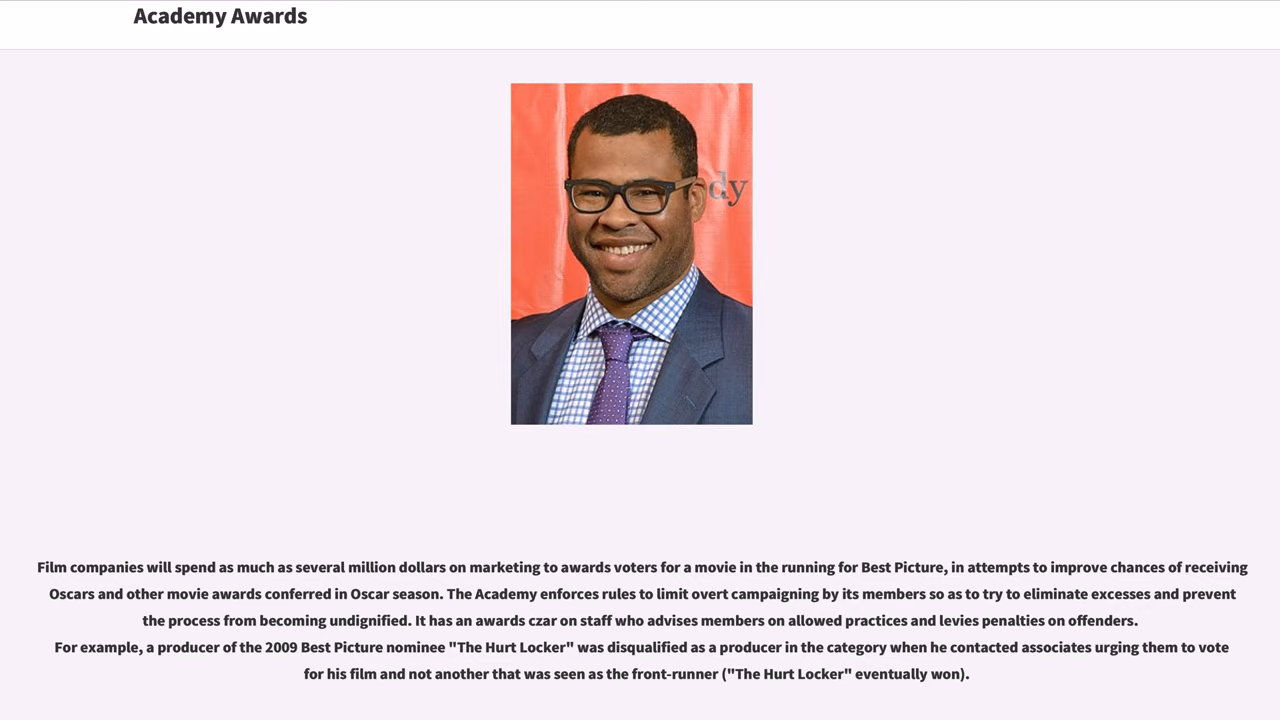 Academy Awards
dy
Film companies will spend as much as several million dollars on marketing to awards voters for a movie in the running for Best Picture, in attempts to improve chances of receiving
Oscars and other movie awards conferred in Oscar season. The Academy enforces rules to limit overt campaigning by its members so as to try to eliminate excesses and prevent
the process from becoming undignified. It has an awards czar on staff who advises members on allowed practices and levies penalties on offenders.
For example, a producer of the 2009 Best Picture nominee "The Hurt Locker" was disqualified as a producer in the category when he contacted associates urging them to vote
for his film and not another that was seen as the front-runner ("The Hurt Locker" eventually won).